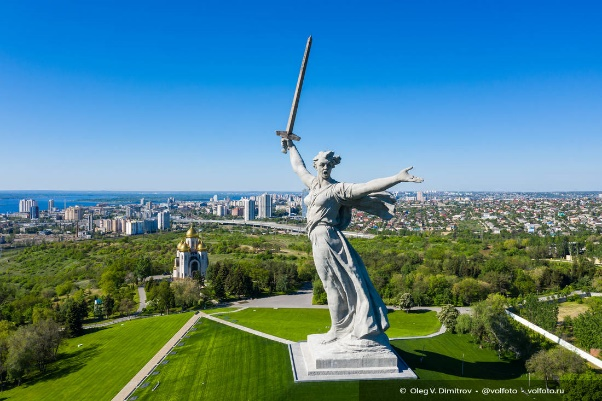 © Oleg V. Dimitrov • @volfoto • volfoto.ru